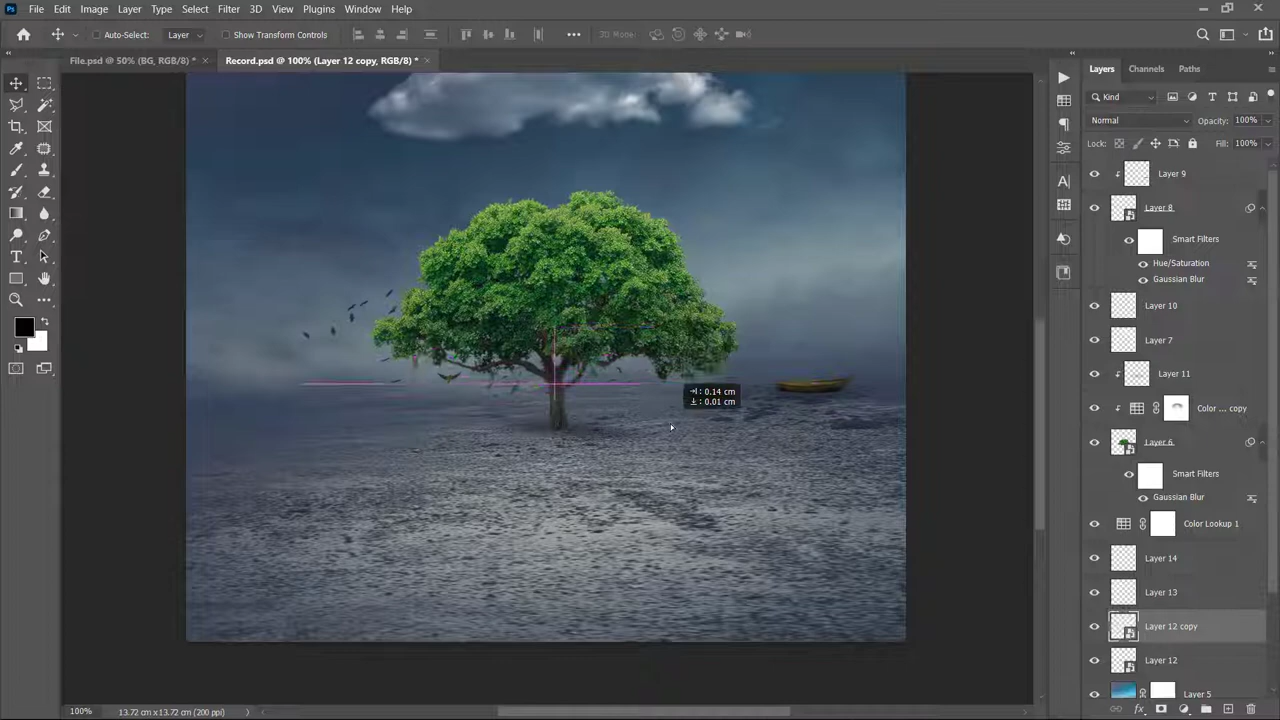 Ps File Edit Image Layer Type Select Filter 3D View Plugins Window Help
Auto-Select: Layer Show Transform Controls 3D Mode:
File.psd @ 50% (BG, RGB/8) * × Record.psd @ 100% (Layer 12 copy, RGB/8) * ×
Layers Channels Paths
Kind
Normal Opacity: 100%
Lock: Fill: 100%
Layer 9
Layer 8
Smart Filters
Hue/Saturation
Gaussian Blur
Layer 10
Layer 7
Layer 11
Color ... copy
Layer 6
Smart Filters
Gaussian Blur
Color Lookup 1
Layer 14
Layer 13
Layer 12 copy
Layer 12
Layer 5
: 0.14 cm
: 0.01 cm
100% 13.72 cm x 13.72 cm (200 ppi)